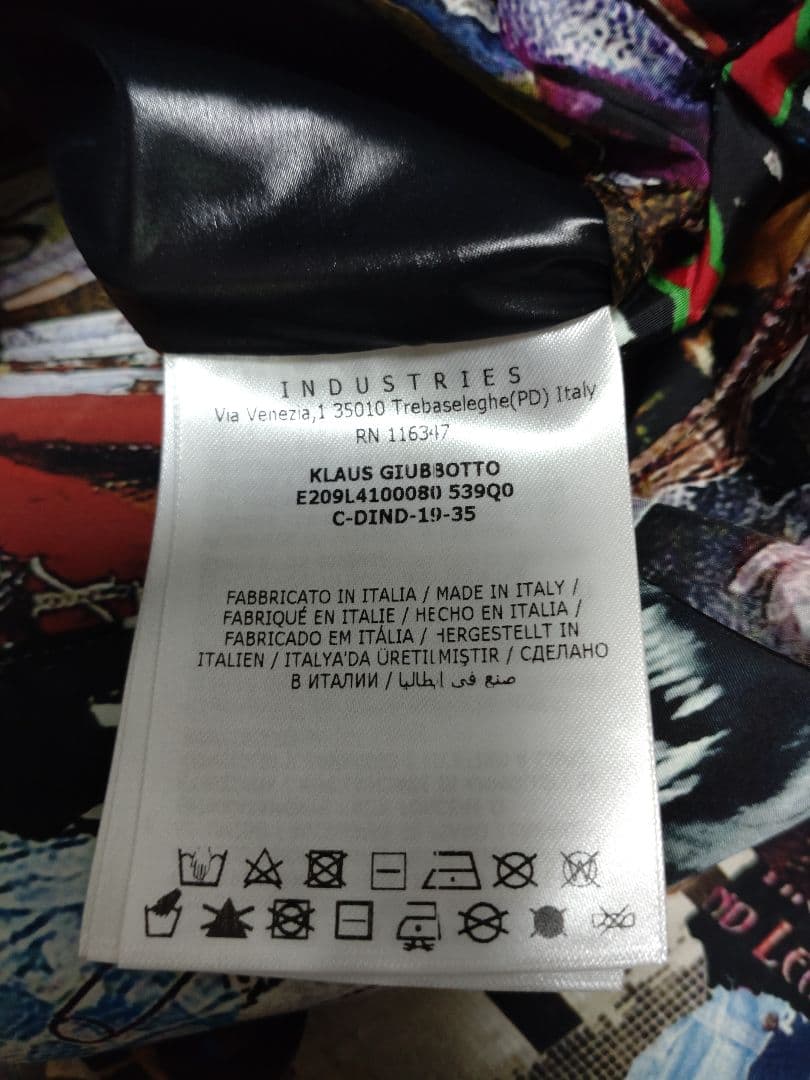 INDUSTRIES
Via Venezia,1 35010 Trebaseleghe(PD) Italy
RN 116347
KLAUS GIUBBOTTO
E209L4100080 539Q0
C-DIND-19-35
FABBRICATO IN ITALIA / MADE IN ITALY /
FABRIQUÉ EN ITALIE / HECHO EN ITALIA /
FABRICADO EM ITÁLIA / HERGESTELLT IN
ITALIEN / ITALYA'DA ÜRETILMIŞTIR / СДЕЛАНО
В ИТАЛИИ / صنع في ايطاليا